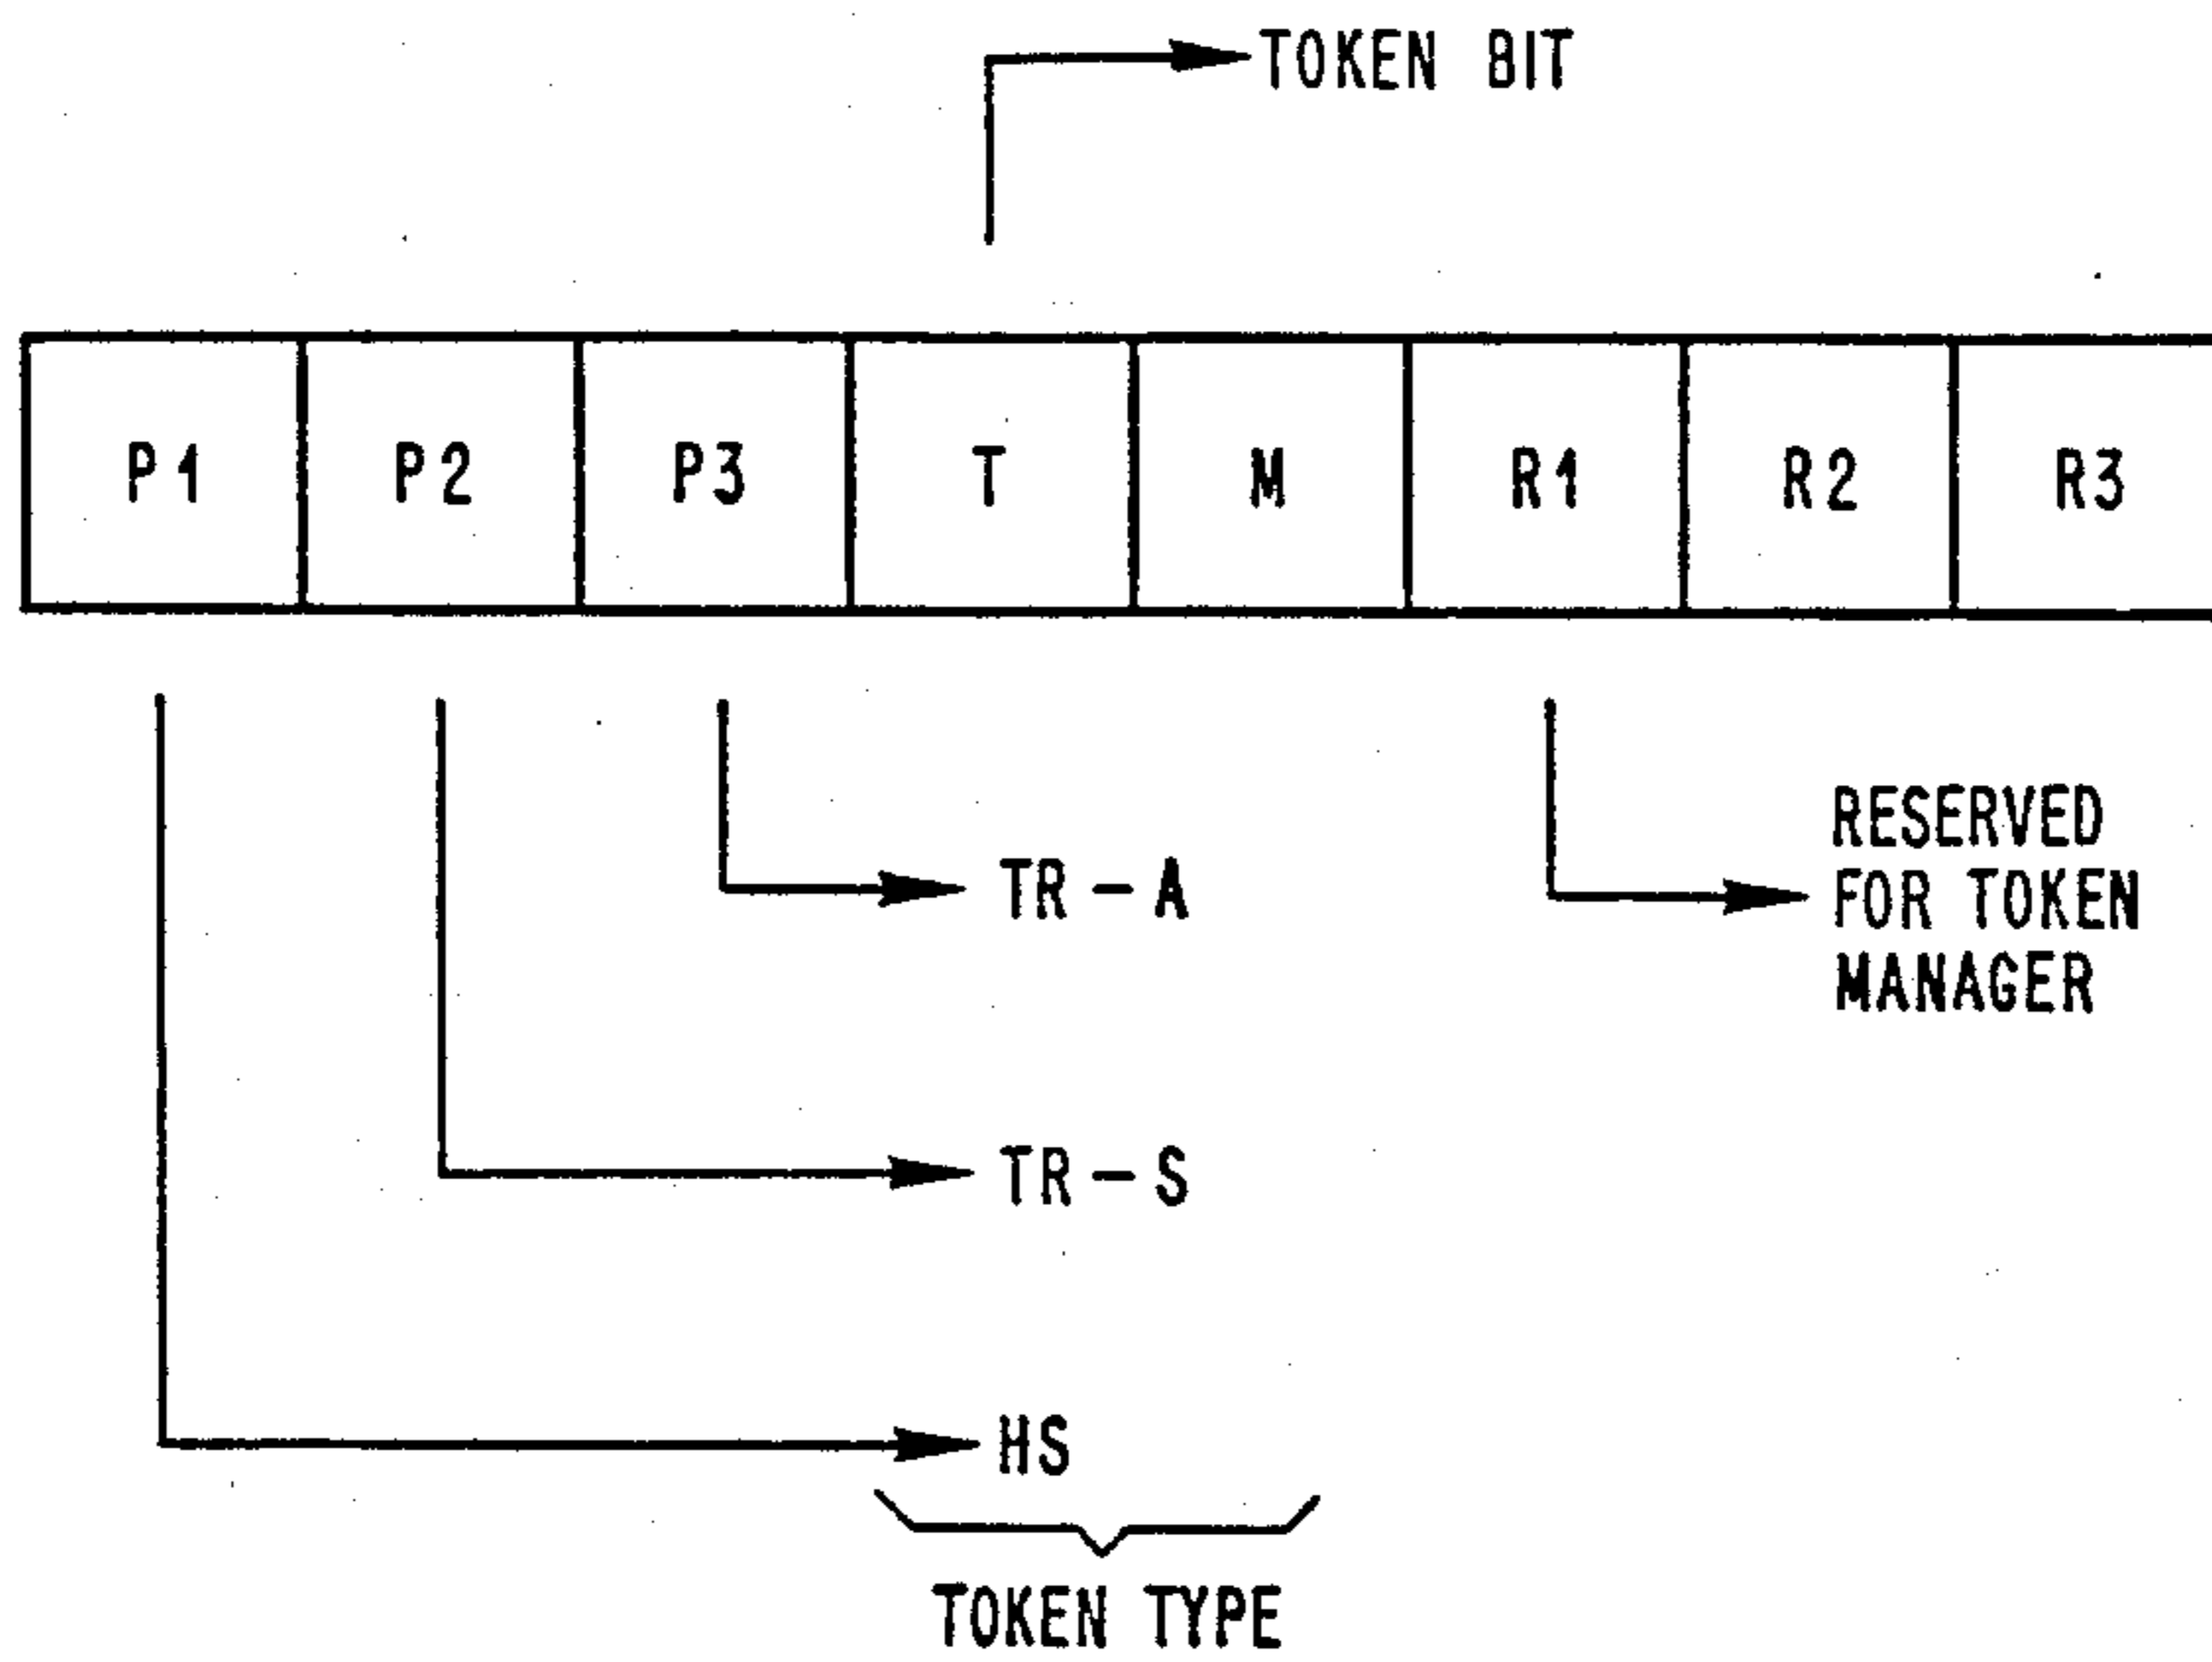 TOKEN BIT
P1 P2 P3 T M R1 R2 R3
TR-A
RESERVED
FOR TOKEN
MANAGER
TR-S
HS
TOKEN TYPE